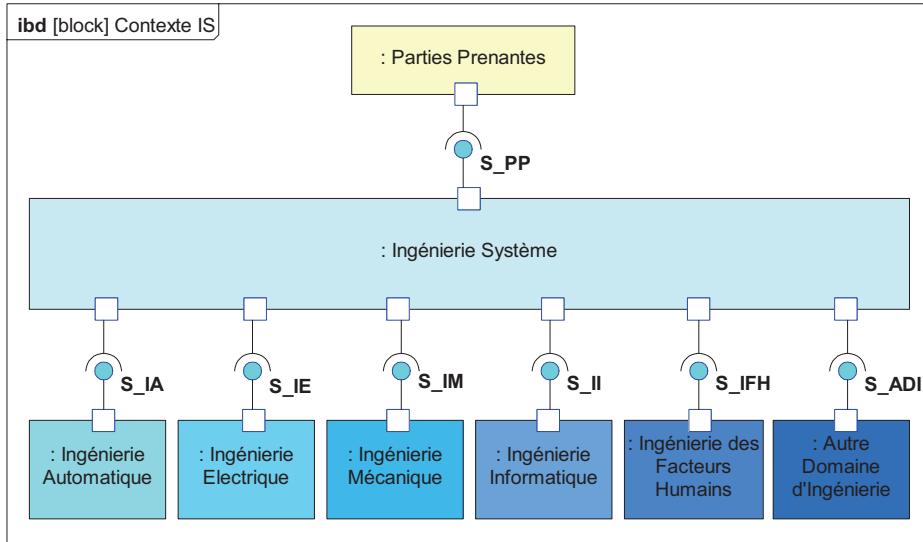 ibd [block] Contexte IS
: Parties Prenantes
S_PP
: Ingénierie Système
S_IA
S_IE
S_IM
S_II
S_IFH
S_ADI
: Ingénierie
Automatique
: Ingénierie
Electrique
: Ingénierie
Mécanique
: Ingénierie
Informatique
: Ingénierie des
Facteurs
Humains
: Autre
Domaine
d'Ingénierie